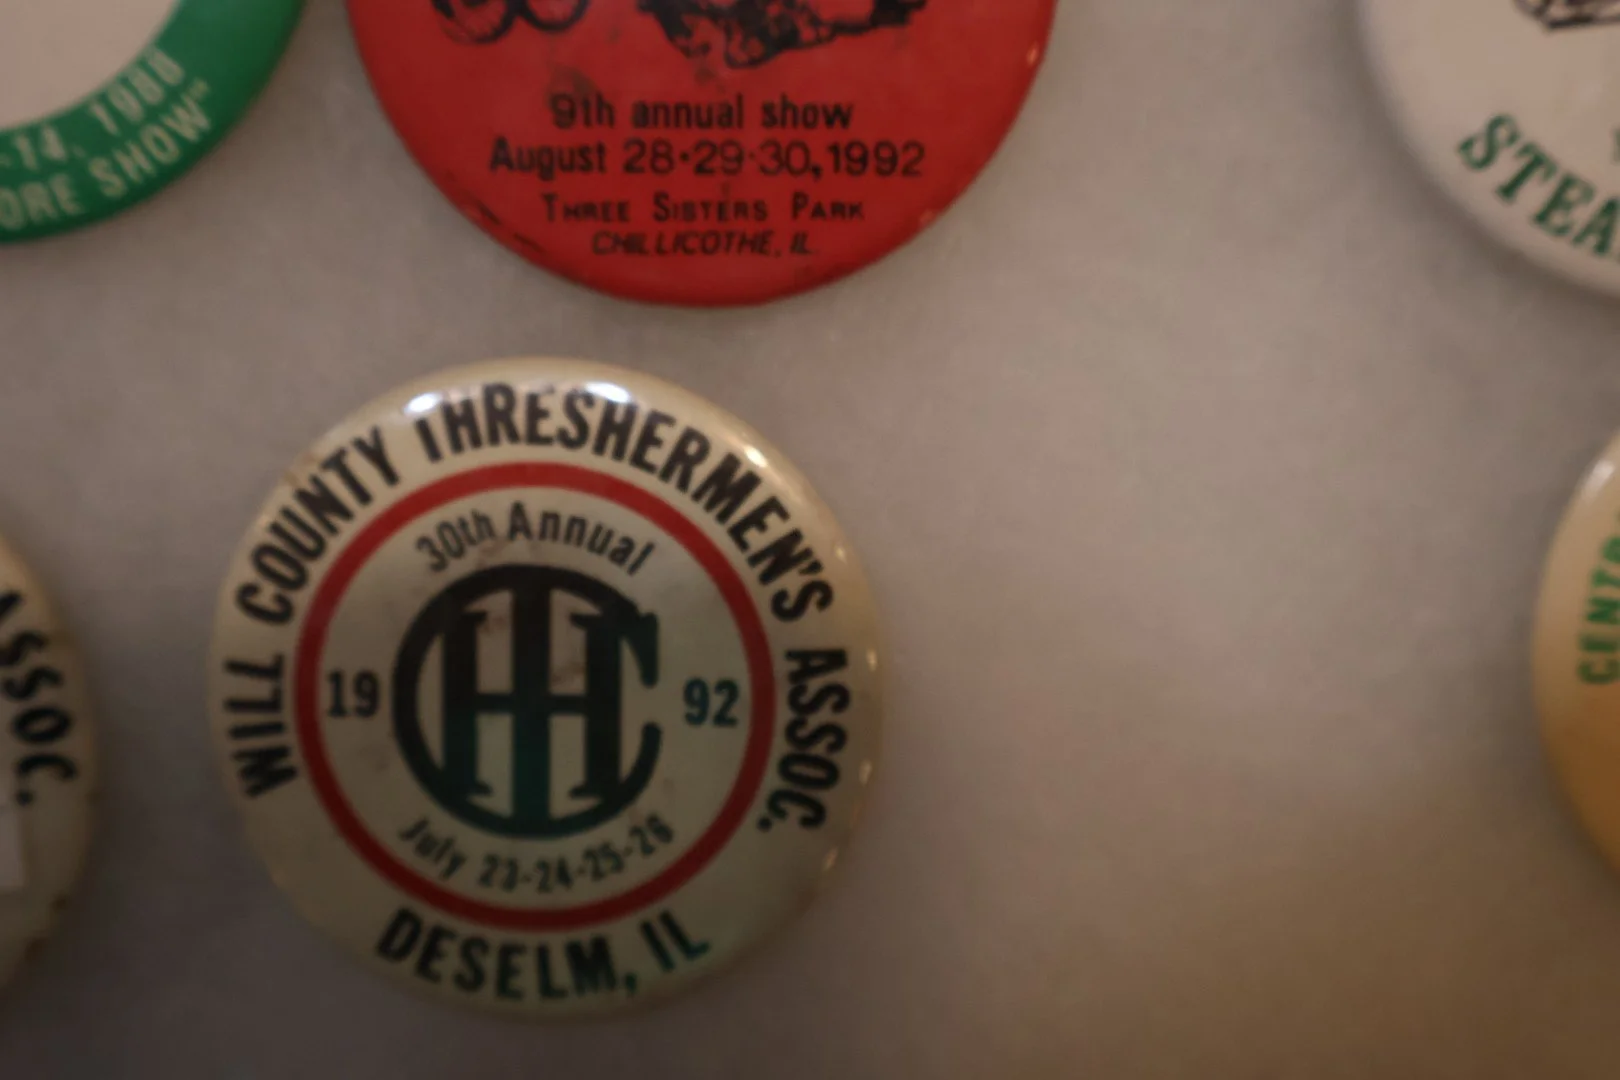 -14, 1988
ORE SHOW"
9th annual show
August 28·29·30, 1992
THREE SISTERS PARK
CHILLICOTHE, IL
STEA
ASSOC.
WILL COUNTY THRESHERMEN'S ASSOC.
30th Annual
19 IHC 92
July 23-24-25-26
DESELM, IL
CENTR